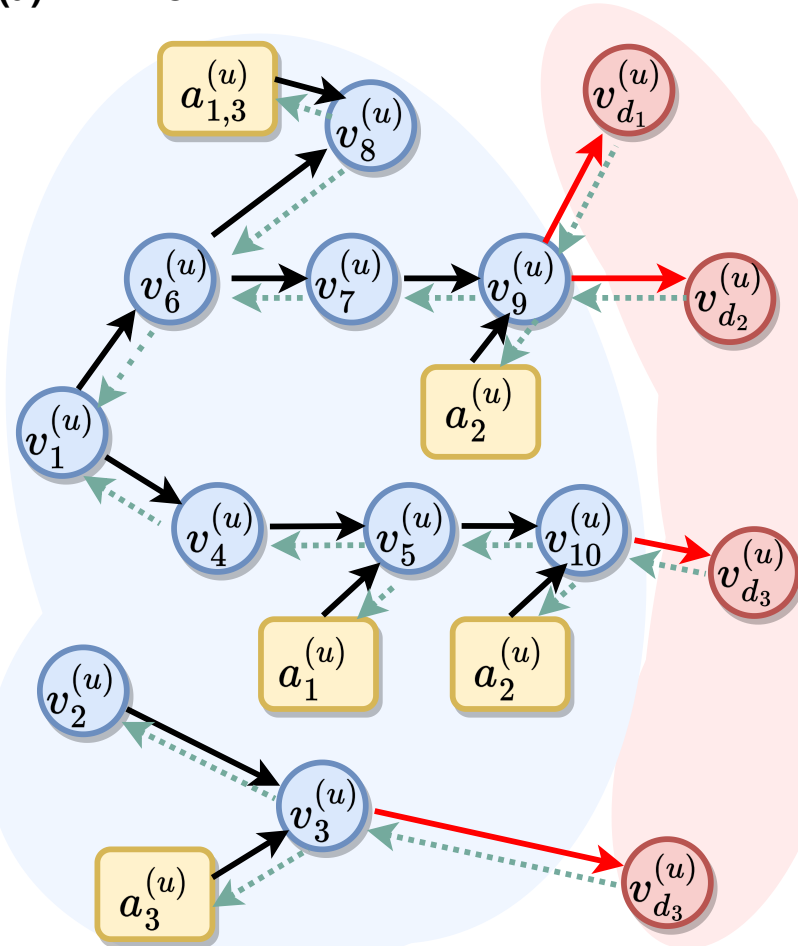 a_{1,3}^{(u)}
v_{d_1}^{(u)}
v_8^{(u)}
v_6^{(u)}
v_7^{(u)}
v_9^{(u)}
v_{d_2}^{(u)}
a_2^{(u)}
v_1^{(u)}
v_4^{(u)}
v_5^{(u)}
v_{10}^{(u)}
v_{d_3}^{(u)}
a_1^{(u)}
a_2^{(u)}
v_2^{(u)}
v_3^{(u)}
a_3^{(u)}
v_{d_3}^{(u)}